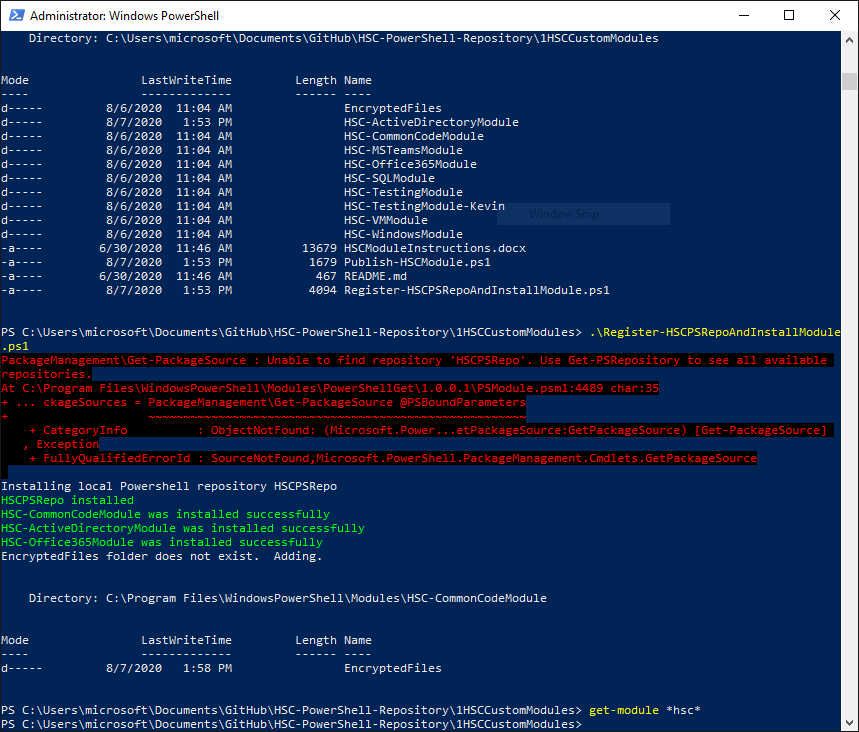 Administrator: Windows PowerShell
Directory: C:\Users\microsoft\Documents\GitHub\HSC-PowerShell-Repository\1HSCCustomModules
Mode LastWriteTime Length Name
---- ------------- ------ ----
d----- 8/6/2020 11:04 AM EncryptedFiles
d----- 8/7/2020 1:53 PM HSC-ActiveDirectoryModule
d----- 8/6/2020 11:04 AM HSC-CommonCodeModule
d----- 8/6/2020 11:04 AM HSC-MSTeamsModule
d----- 8/6/2020 11:04 AM HSC-Office365Module
d----- 8/6/2020 11:04 AM HSC-SQLModule
d----- 8/6/2020 11:04 AM HSC-TestingModule
d----- 8/6/2020 11:04 AM HSC-TestingModule-Kevin
Window Snip
d----- 8/6/2020 11:04 AM HSC-VMModule
d----- 8/6/2020 11:04 AM HSC-WindowsModule
-a---- 6/30/2020 11:46 AM 13679 HSCModuleInstructions.docx
-a---- 8/7/2020 1:53 PM 1679 Publish-HSCModule.ps1
-a---- 6/30/2020 11:46 AM 467 README.md
-a---- 8/7/2020 1:53 PM 4094 Register-HSCPSRepoAndInstallModule.ps1
PS C:\Users\microsoft\Documents\GitHub\HSC-PowerShell-Repository\1HSCCustomModules> .\Register-HSCPSRepoAndInstallModule
.ps1
PackageManagement\Get-PackageSource : Unable to find repository 'HSCPSRepo'. Use Get-PSRepository to see all available
repositories.
At C:\Program Files\WindowsPowerShell\Modules\PowerShellGet\1.0.0.1\PSModule.psm1:4489 char:35
+ ... ckageSources = PackageManagement\Get-PackageSource @PSBoundParameters
+ ~~~~~~~~~~~~~~~~~~~~~~~~~~~~~~~~~~~~~~~~~~~~~~~~~~~~~~
+ CategoryInfo : ObjectNotFound: (Microsoft.Power...etPackageSource:GetPackageSource) [Get-PackageSource]
, Exception
+ FullyQualifiedErrorId : SourceNotFound,Microsoft.PowerShell.PackageManagement.Cmdlets.GetPackageSource
Installing local Powershell repository HSCPSRepo
HSCPSRepo installed
HSC-CommonCodeModule was installed successfully
HSC-ActiveDirectoryModule was installed successfully
HSC-Office365Module was installed successfully
EncryptedFiles folder does not exist. Adding.
Directory: C:\Program Files\WindowsPowerShell\Modules\HSC-CommonCodeModule
Mode LastWriteTime Length Name
---- ------------- ------ ----
d----- 8/7/2020 1:58 PM EncryptedFiles
PS C:\Users\microsoft\Documents\GitHub\HSC-PowerShell-Repository\1HSCCustomModules> get-module *hsc*
PS C:\Users\microsoft\Documents\GitHub\HSC-PowerShell-Repository\1HSCCustomModules>